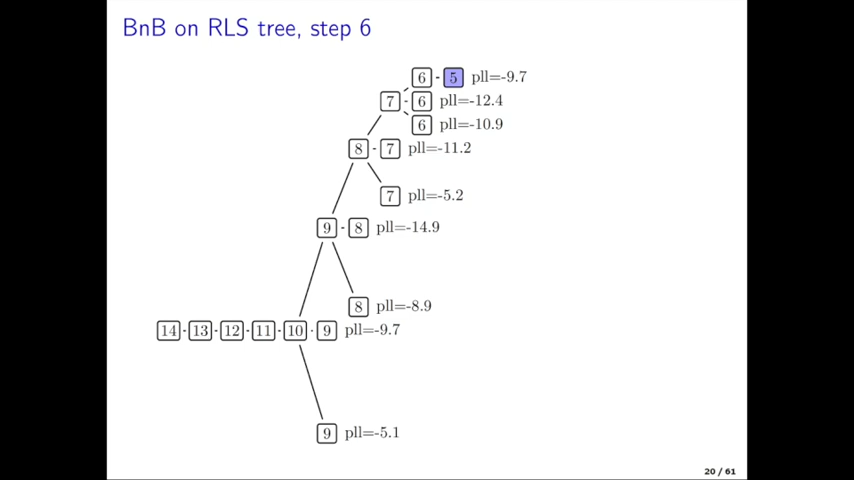 BnB on RLS tree, step 6
6 - 5 pll=-9.7
7 - 6 pll=-12.4
6 pll=-10.9
8 - 7 pll=-11.2
7 pll=-5.2
9 - 8 pll=-14.9
8 pll=-8.9
14 - 13 - 12 - 11 - 10 - 9 pll=-9.7
9 pll=-5.1
20 / 61